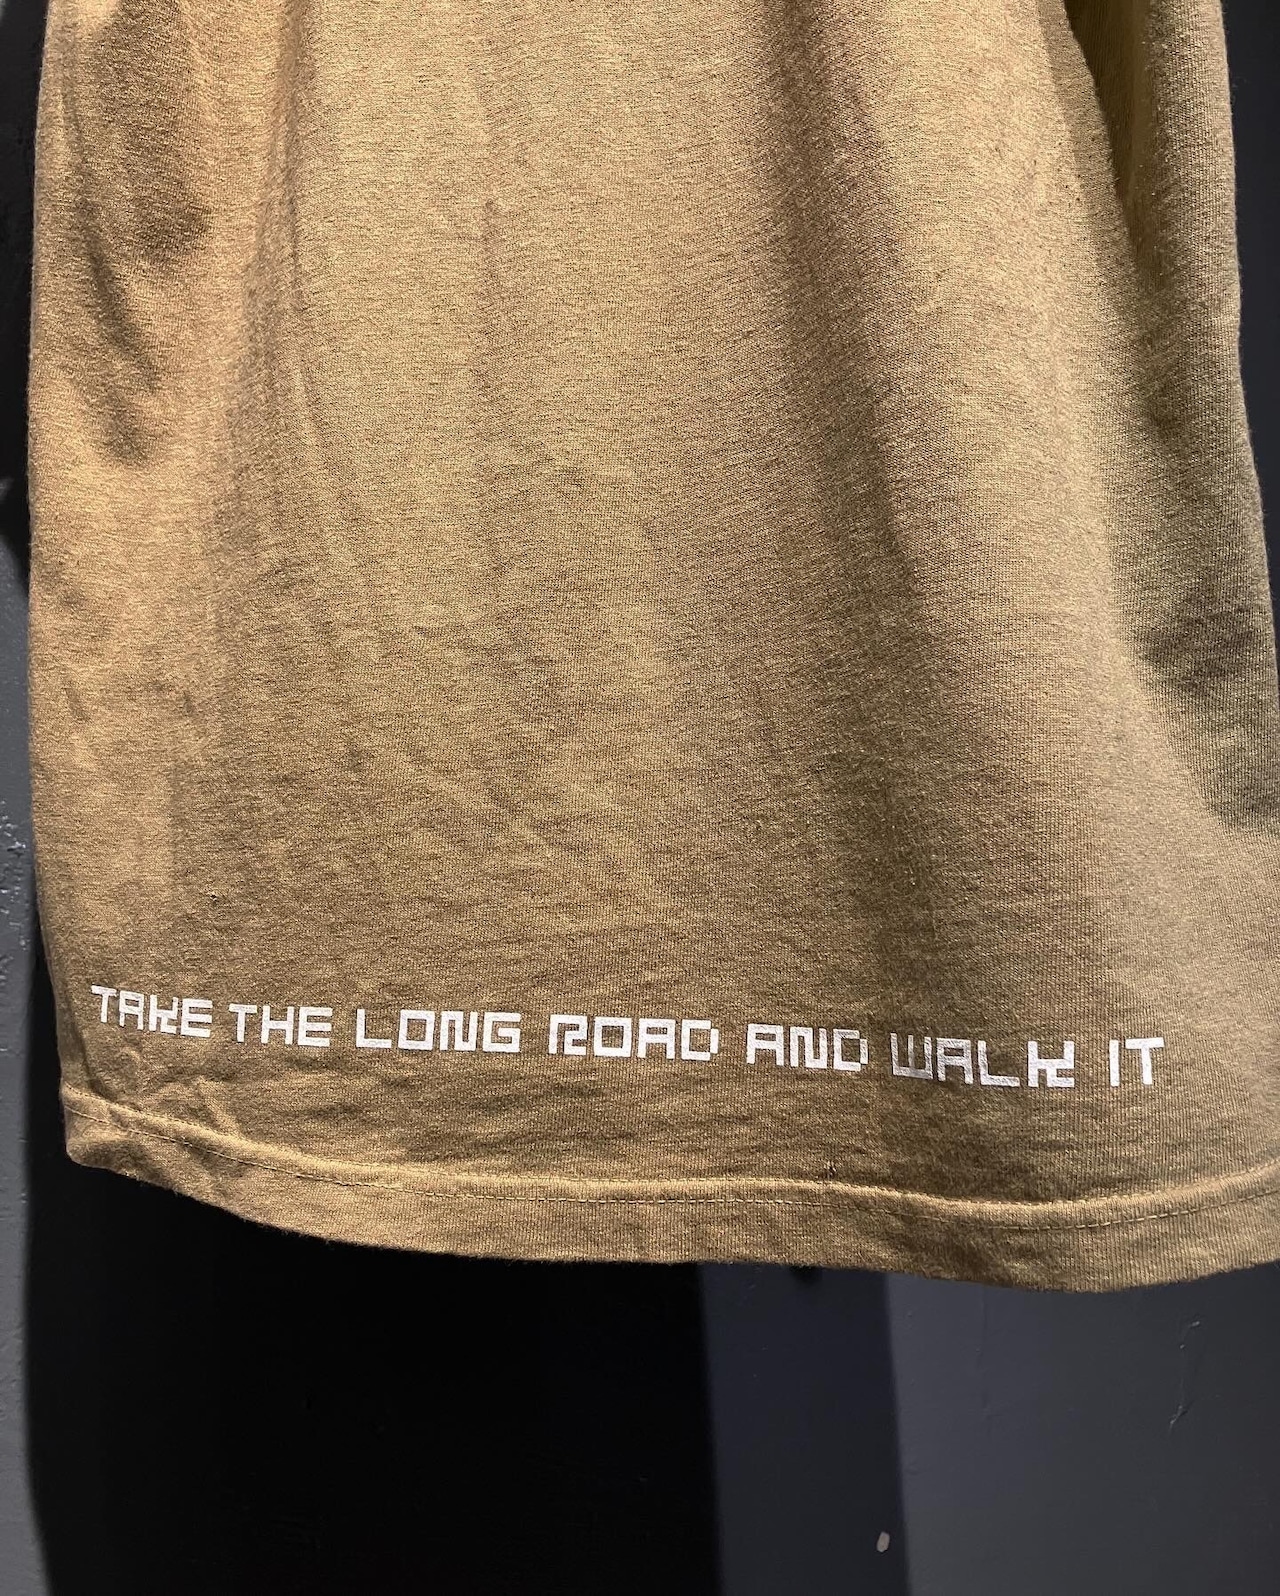 TAKE THE LONG ROAD AND WALK IT